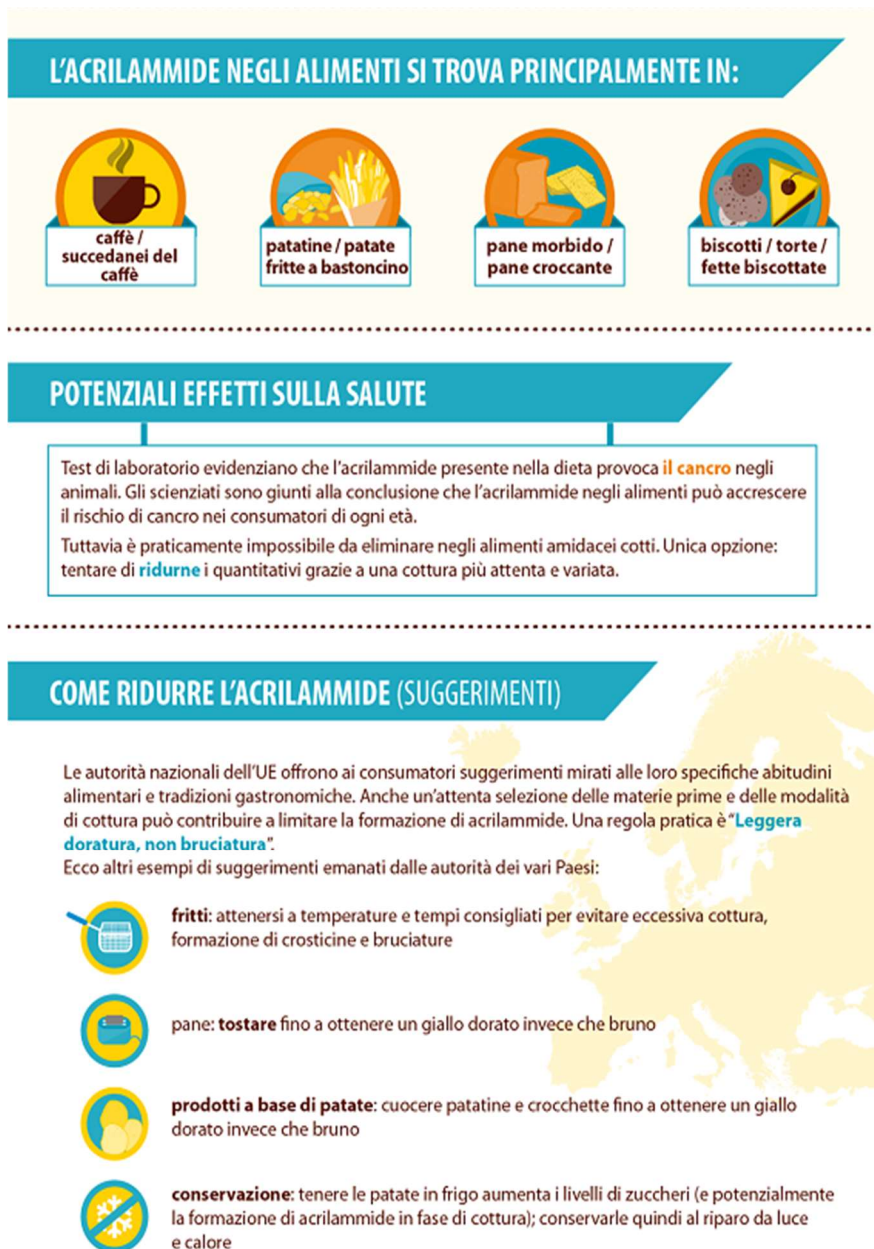 L'ACRILAMMIDE NEGLI ALIMENTI SI TROVA PRINCIPALMENTE IN:
caffè /
succedanei del
caffè
patatine / patate
fritte a bastoncino
pane morbido /
pane croccante
biscotti / torte /
fette biscottate
POTENZIALI EFFETTI SULLA SALUTE
Test di laboratorio evidenziano che l'acrilammide presente nella dieta provoca il cancro negli
animali. Gli scienziati sono giunti alla conclusione che l'acrilammide negli alimenti può accrescere
il rischio di cancro nei consumatori di ogni età.
Tuttavia è praticamente impossibile da eliminare negli alimenti amidacei cotti. Unica opzione:
tentare di ridurne i quantitativi grazie a una cottura più attenta e variata.
COME RIDURRE L'ACRILAMMIDE (SUGGERIMENTI)
Le autorità nazionali dell'UE offrono ai consumatori suggerimenti mirati alle loro specifiche abitudini
alimentari e tradizioni gastronomiche. Anche un'attenta selezione delle materie prime e delle modalità
di cottura può contribuire a limitare la formazione di acrilammide. Una regola pratica è "Leggera
doratura, non bruciatura".
Ecco altri esempi di suggerimenti emanati dalle autorità dei vari Paesi:
fritti: attenersi a temperature e tempi consigliati per evitare eccessiva cottura,
formazione di crosticine e bruciature
pane: tostare fino a ottenere un giallo dorato invece che bruno
prodotti a base di patate: cuocere patatine e crocchette fino a ottenere un giallo
dorato invece che bruno
conservazione: tenere le patate in frigo aumenta i livelli di zuccheri (e potenzialmente
la formazione di acrilammide in fase di cottura); conservarle quindi al riparo da luce
e calore